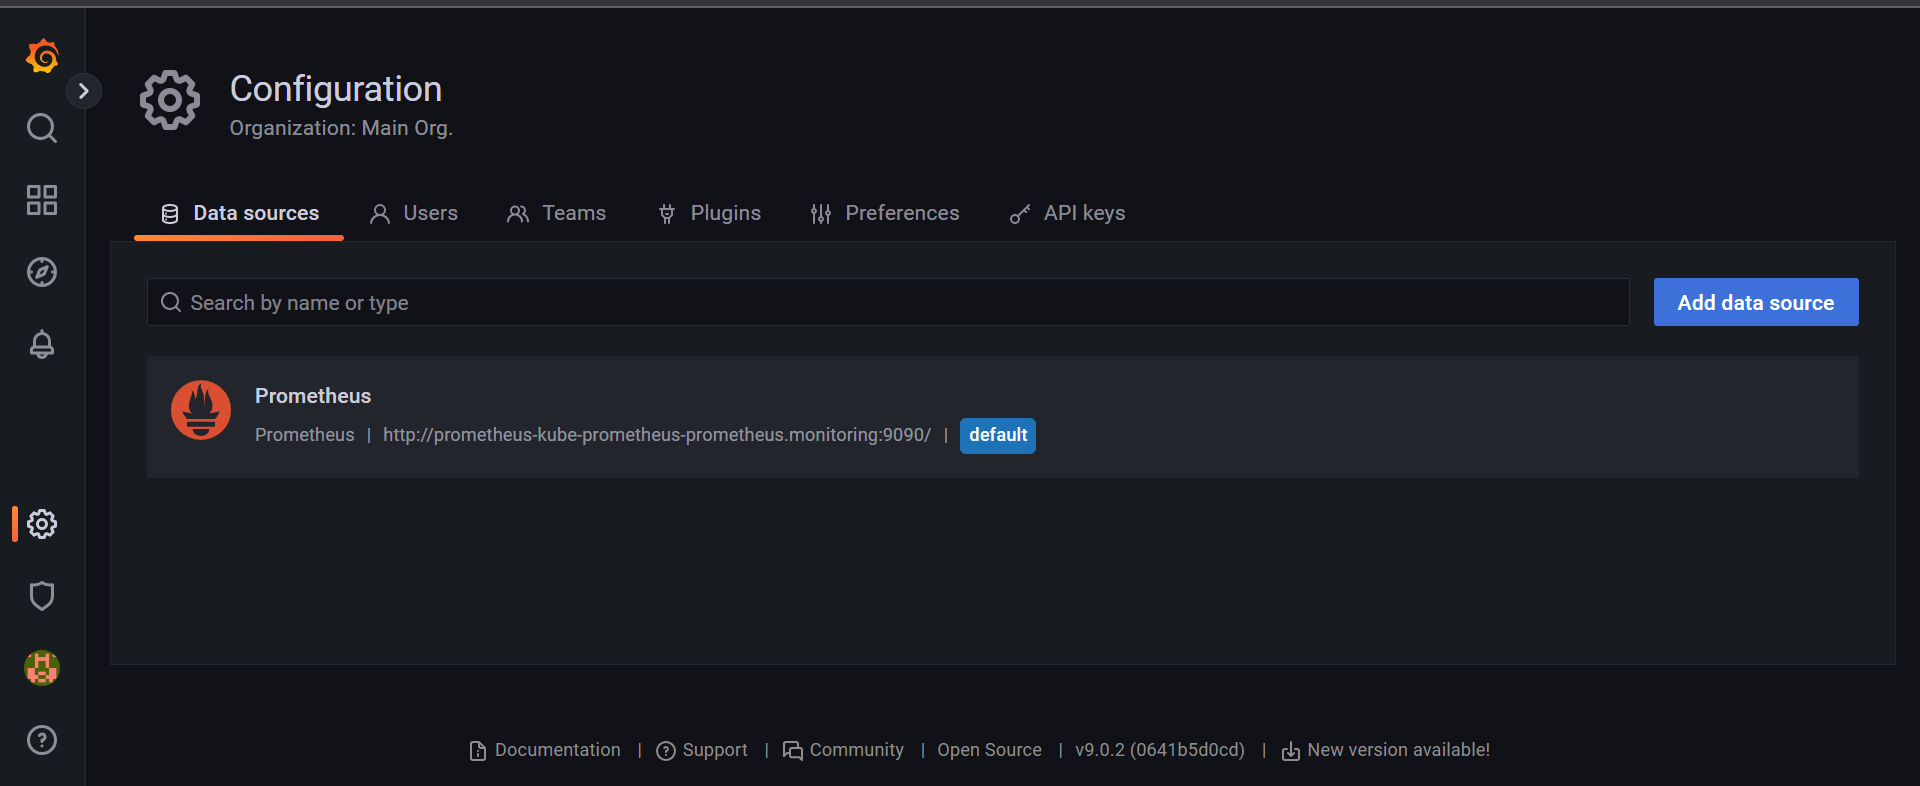 Configuration
Organization: Main Org.
Data sources Users Teams Plugins Preferences API keys
Search by name or type Add data source
Prometheus
Prometheus | http://prometheus-kube-prometheus-prometheus.monitoring:9090/ | default
Documentation | Support | Community | Open Source | v9.0.2 (0641b5d0cd) | New version available!